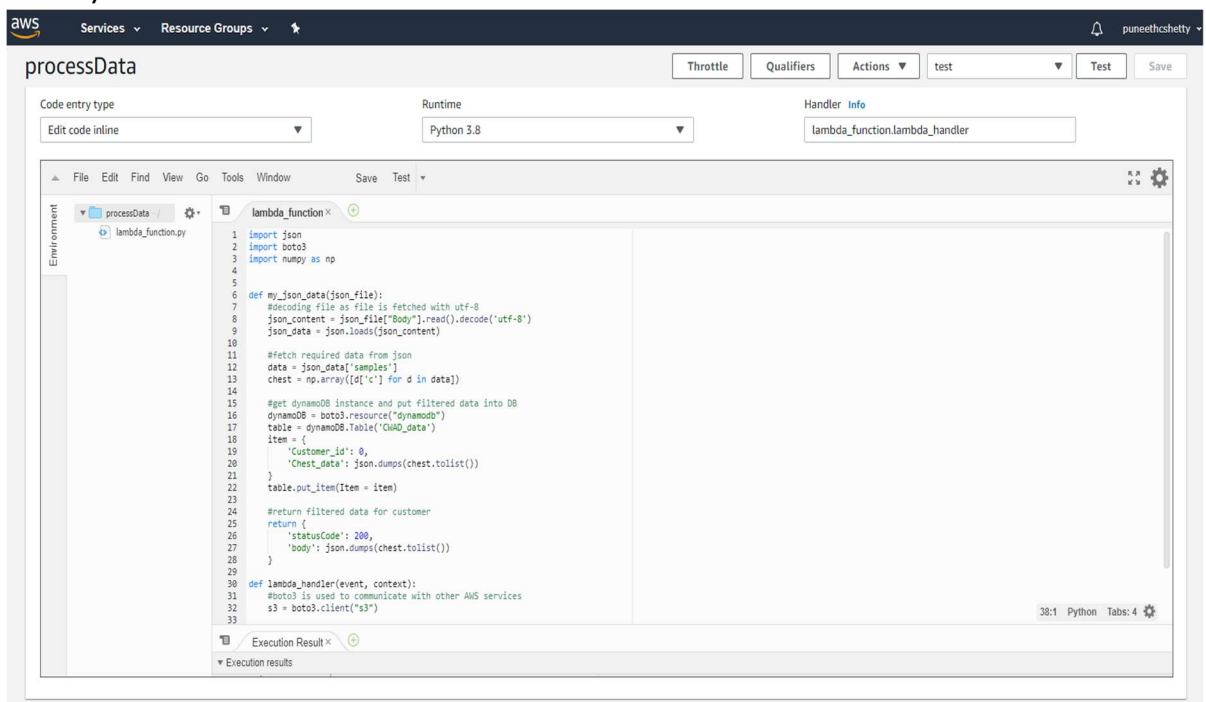 aws Services Resource Groups puneethcshetty
processData Throttle Qualifiers Actions test Test Save
Code entry type Runtime Handler Info
Edit code inline Python 3.8 lambda_function.lambda_handler
File Edit Find View Go Tools Window Save Test
Environment
processData / lambda_function ×
lambda_function.py
1 import json
2 import boto3
3 import numpy as np
4
5
6 def my_json_data(json_file):
7 #decoding file as file is fetched with utf-8
8 json_content = json_file["Body"].read().decode('utf-8')
9 json_data = json.loads(json_content)
10
11 #fetch required data from json
12 data = json_data['samples']
13 chest = np.array([d['c'] for d in data])
14
15 #get dynamoDB instance and put filtered data into DB
16 dynamoDB = boto3.resource("dynamodb")
17 table = dynamoDB.Table('CWAD_data')
18 item = {
19 'Customer_id': 0,
20 'Chest_data': json.dumps(chest.tolist())
21 }
22 table.put_item(Item = item)
23
24 #return filtered data for customer
25 return {
26 'statusCode': 200,
27 'body': json.dumps(chest.tolist())
28 }
29
30 def lambda_handler(event, context):
31 #boto3 is used to communicate with other AWS services
32 s3 = boto3.client("s3")
33
38:1 Python Tabs: 4
Execution Result ×
Execution results